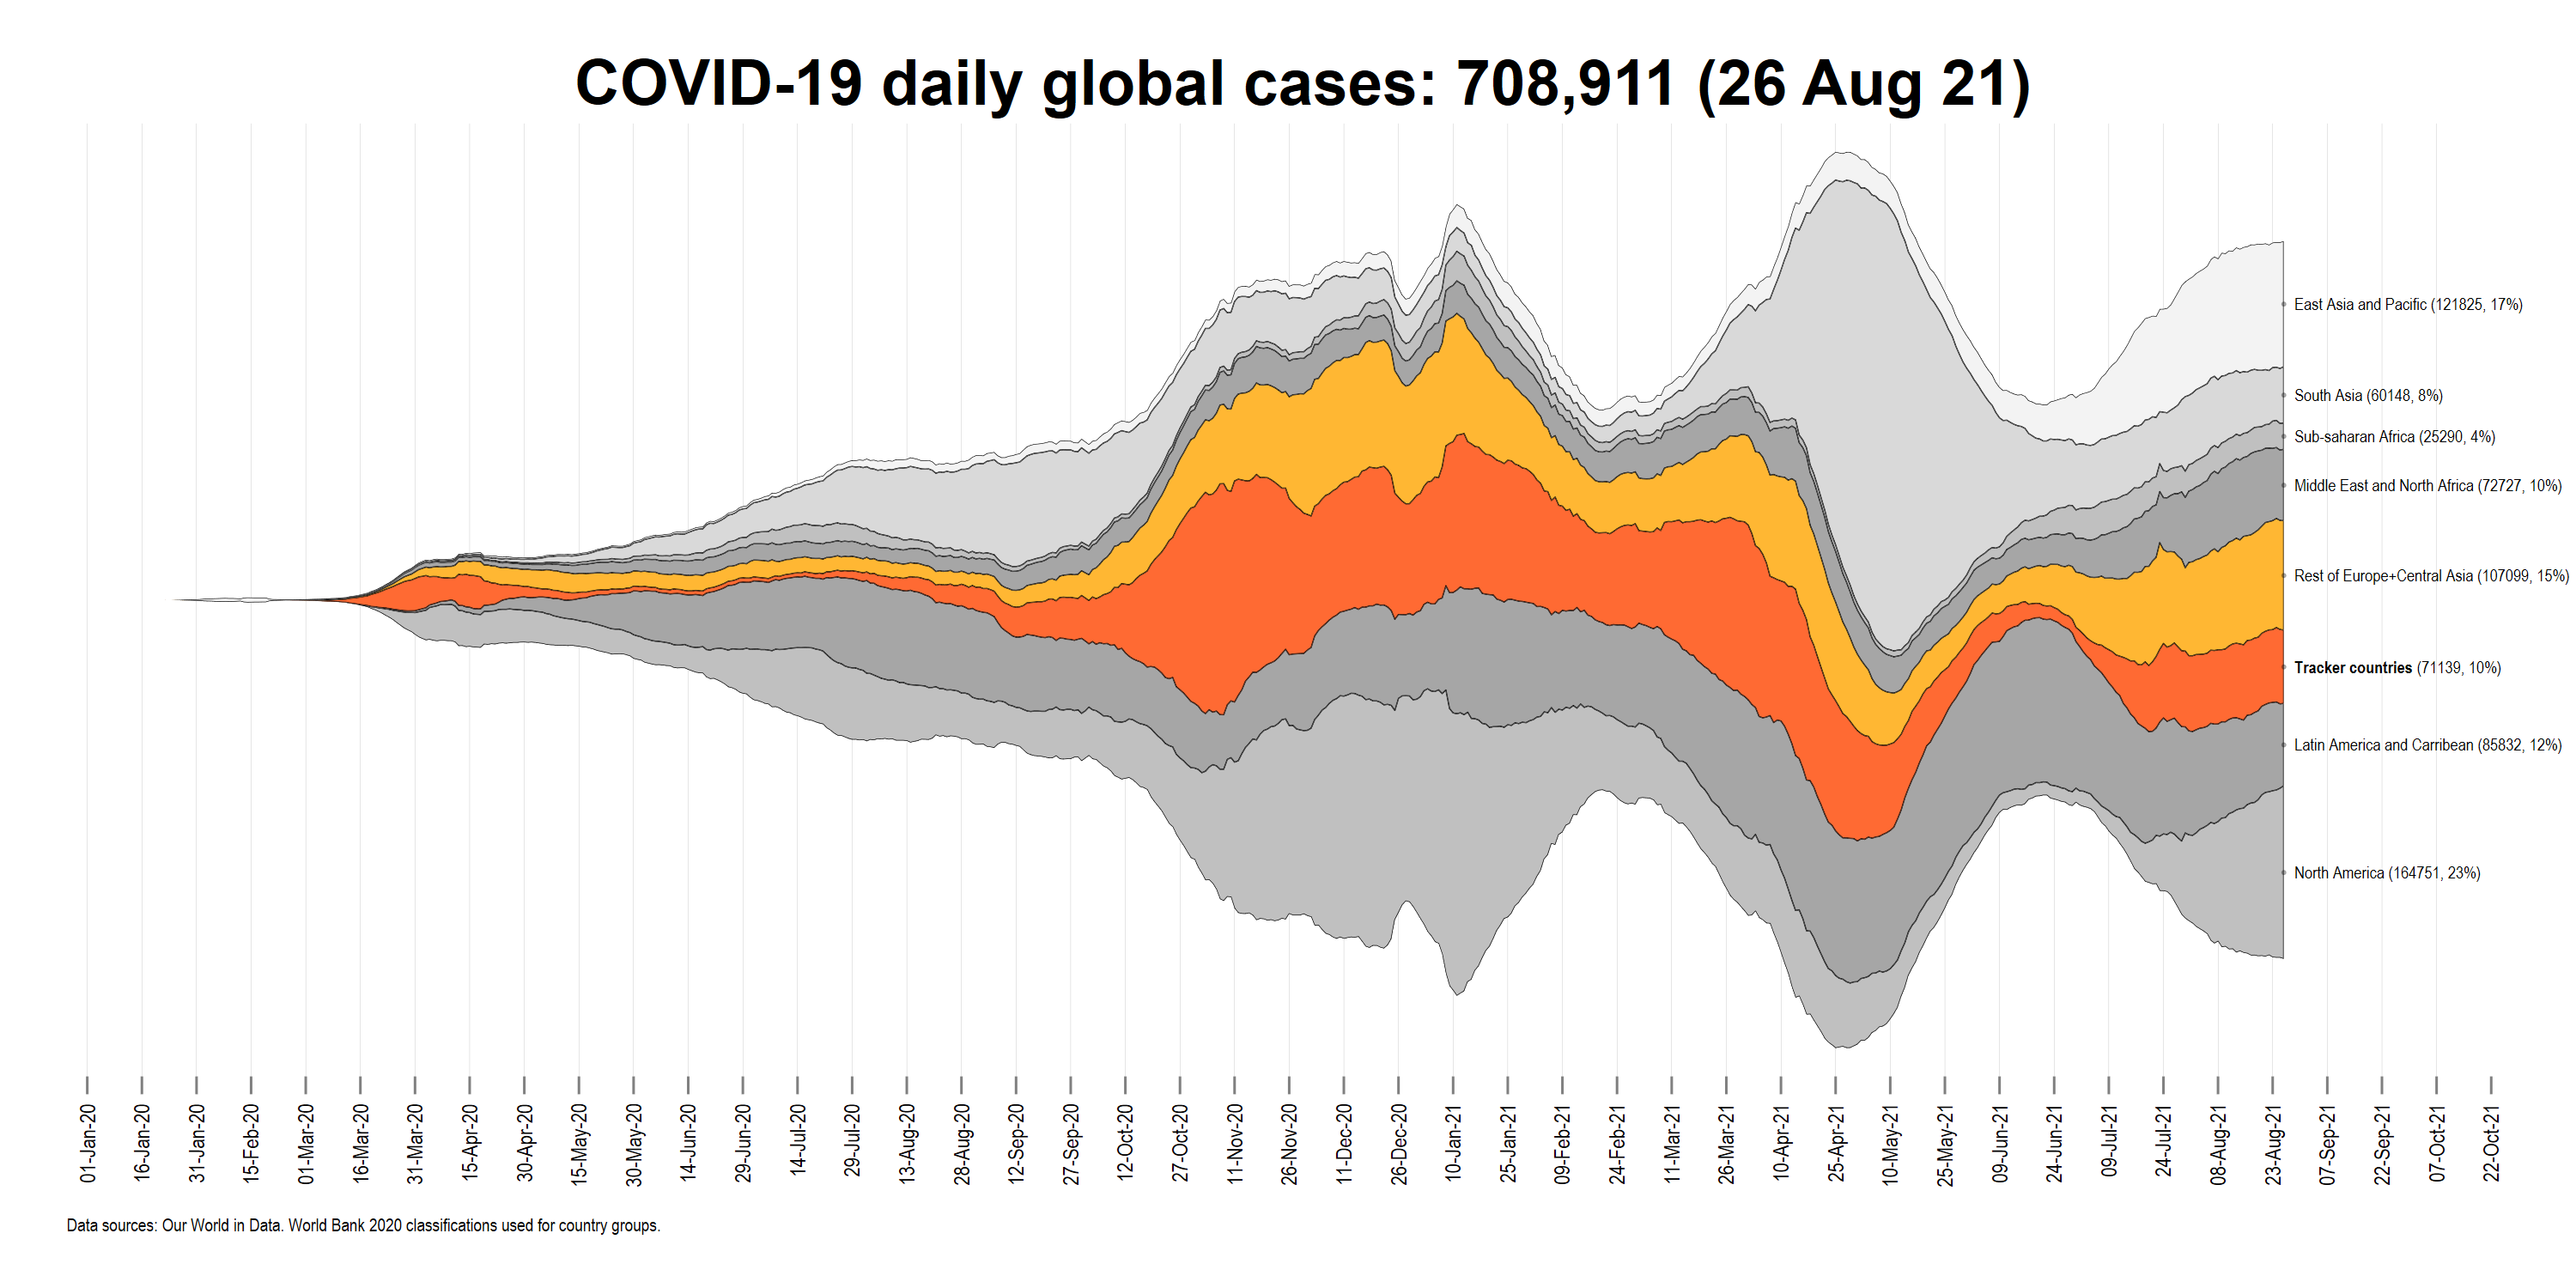 COVID-19 daily global cases: 708,911 (26 Aug 21)
East Asia and Pacific (121825, 17%)
South Asia (60148, 8%)
Sub-saharan Africa (25290, 4%)
Middle East and North Africa (72727, 10%)
Rest of Europe+Central Asia (107099, 15%)
Tracker countries (71139, 10%)
Latin America and Carribean (85832, 12%)
North America (164751, 23%)
01-Jan-20
16-Jan-20
31-Jan-20
15-Feb-20
01-Mar-20
16-Mar-20
31-Mar-20
15-Apr-20
30-Apr-20
15-May-20
30-May-20
14-Jun-20
29-Jun-20
14-Jul-20
29-Jul-20
13-Aug-20
28-Aug-20
12-Sep-20
27-Sep-20
12-Oct-20
27-Oct-20
11-Nov-20
26-Nov-20
11-Dec-20
26-Dec-20
10-Jan-21
25-Jan-21
09-Feb-21
24-Feb-21
11-Mar-21
26-Mar-21
10-Apr-21
25-Apr-21
10-May-21
25-May-21
09-Jun-21
24-Jun-21
09-Jul-21
24-Jul-21
08-Aug-21
23-Aug-21
07-Sep-21
22-Sep-21
07-Oct-21
22-Oct-21
Data sources: Our World in Data. World Bank 2020 classifications used for country groups.